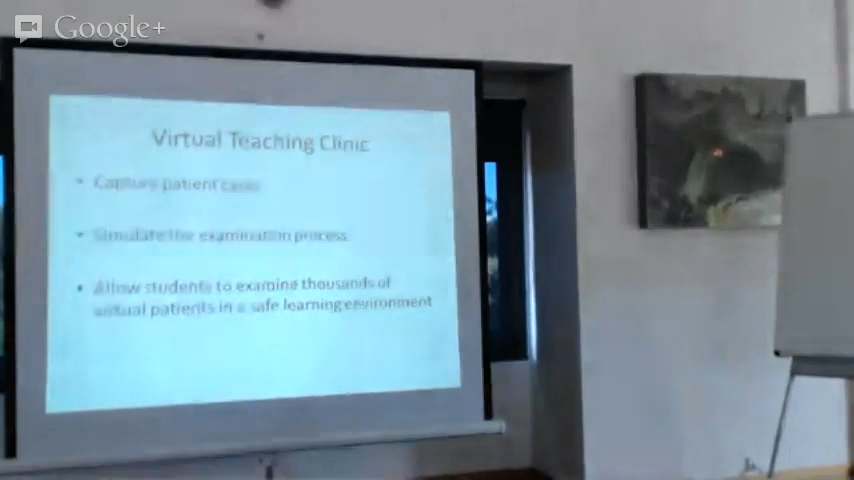 Google+
Virtual Teaching Clinic
• Capture patient cases
• Simulate the examination process
• Allow students to examine thousands of
virtual patients in a safe learning environment